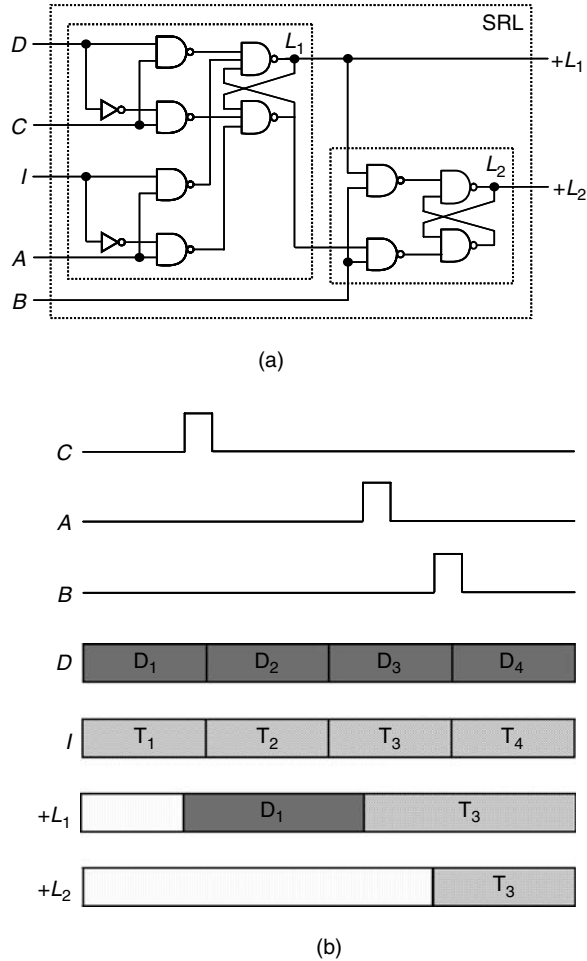 SRL
D
L1
+L1
C
I
L2
+L2
A
B
(a)
C
A
B
D D1 D2 D3 D4
I T1 T2 T3 T4
+L1 D1 T3
+L2 T3
(b)